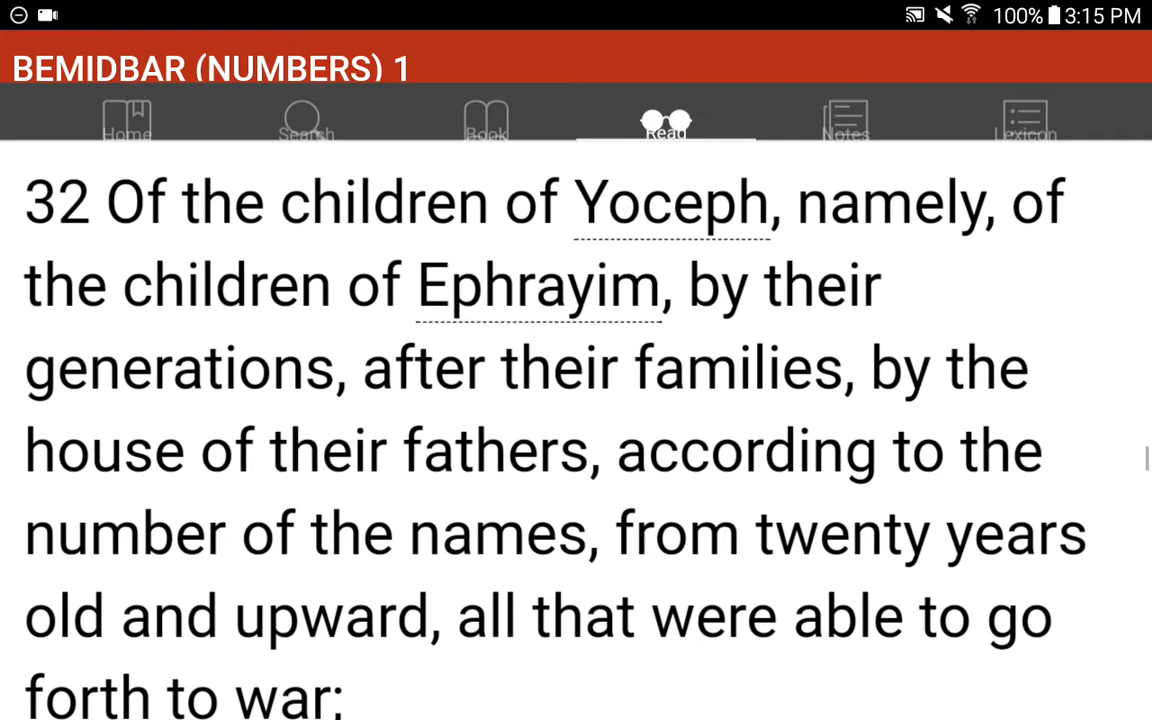 100% 3:15 PM
BEMIDBAR (NUMBERS) 1
Home Search Book Read Notes Lexicon
32 Of the children of Yoceph, namely, of
the children of Ephrayim, by their
generations, after their families, by the
house of their fathers, according to the
number of the names, from twenty years
old and upward, all that were able to go
forth to war;